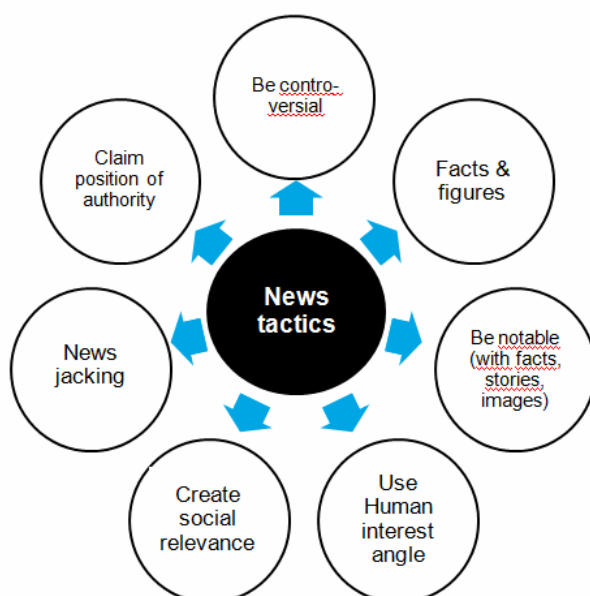 Be contro-
versial
Facts &
figures
Be notable
(with facts,
stories,
images)
Use
Human
interest
angle
Create
social
relevance
News
jacking
Claim
position of
authority
News
tactics